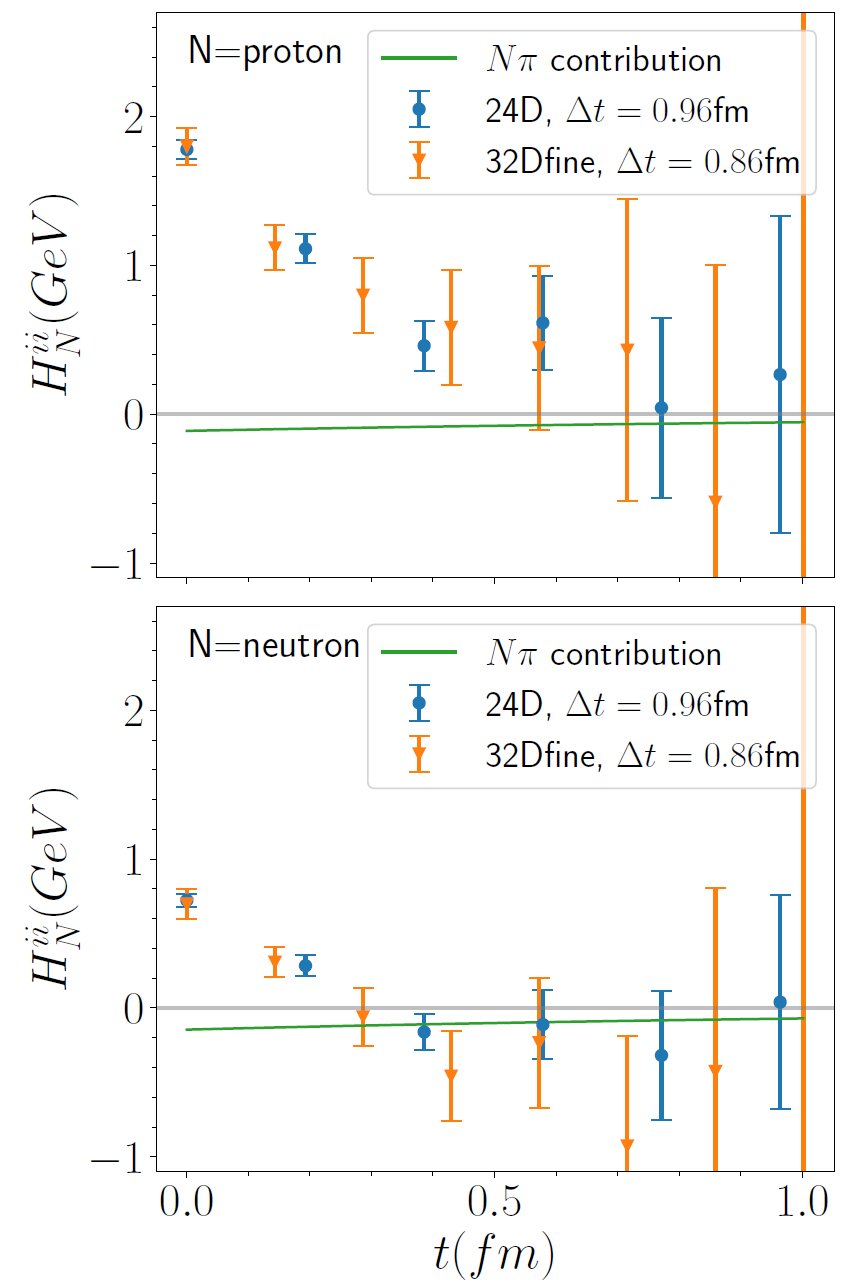 N=proton
Nπ contribution
24D, Δt = 0.96fm
32Dfine, Δt = 0.86fm
H_N^{ii}(GeV)
2
1
0
−1
N=neutron
Nπ contribution
24D, Δt = 0.96fm
32Dfine, Δt = 0.86fm
H_N^{ii}(GeV)
2
1
0
−1
0.0 0.5 1.0
t(fm)